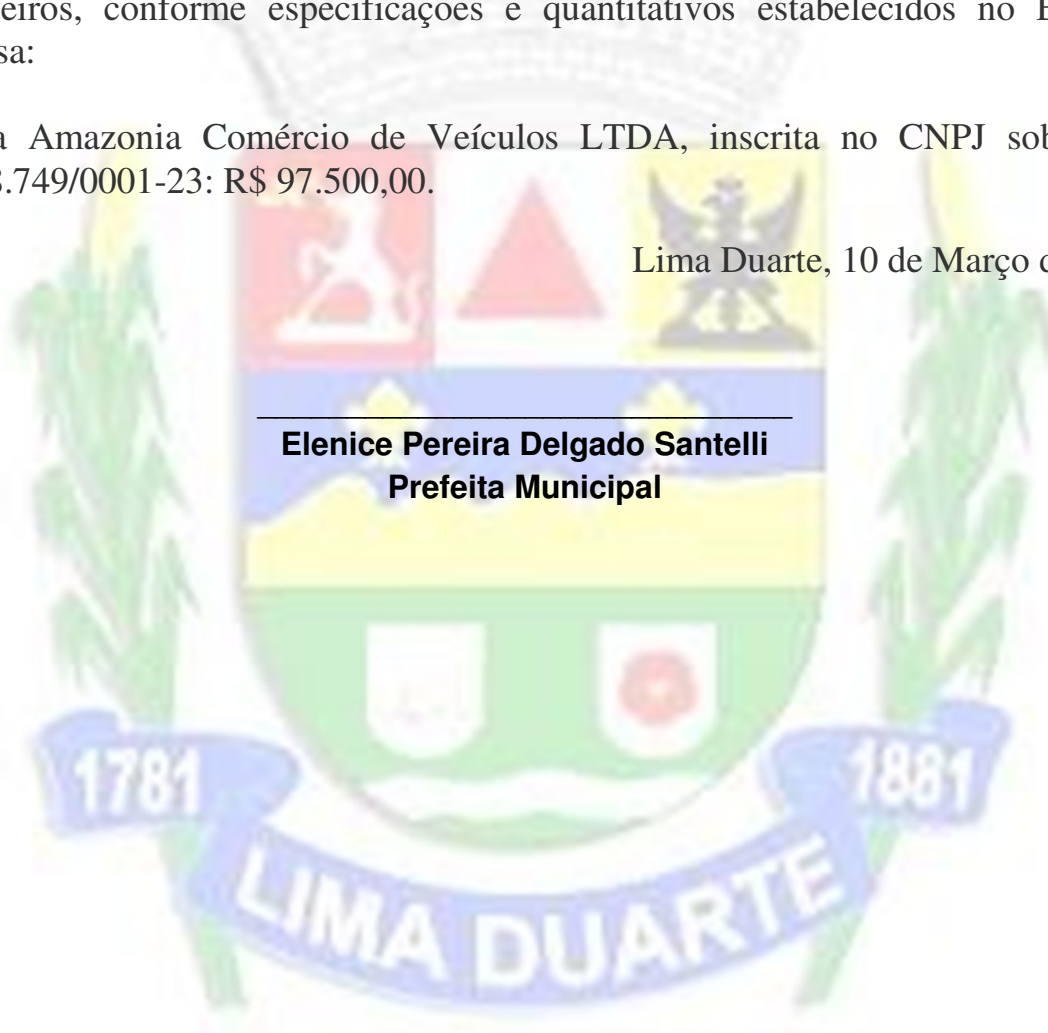 eiros, conforme especificações e quantitativos estabelecidos no E
sa:
a Amazonia Comércio de Veículos LTDA, inscrita no CNPJ sob
.749/0001-23: R$ 97.500,00.
Lima Duarte, 10 de Março d
Elenice Pereira Delgado Santelli
Prefeita Municipal
1781
1881
LIMA DUARTE